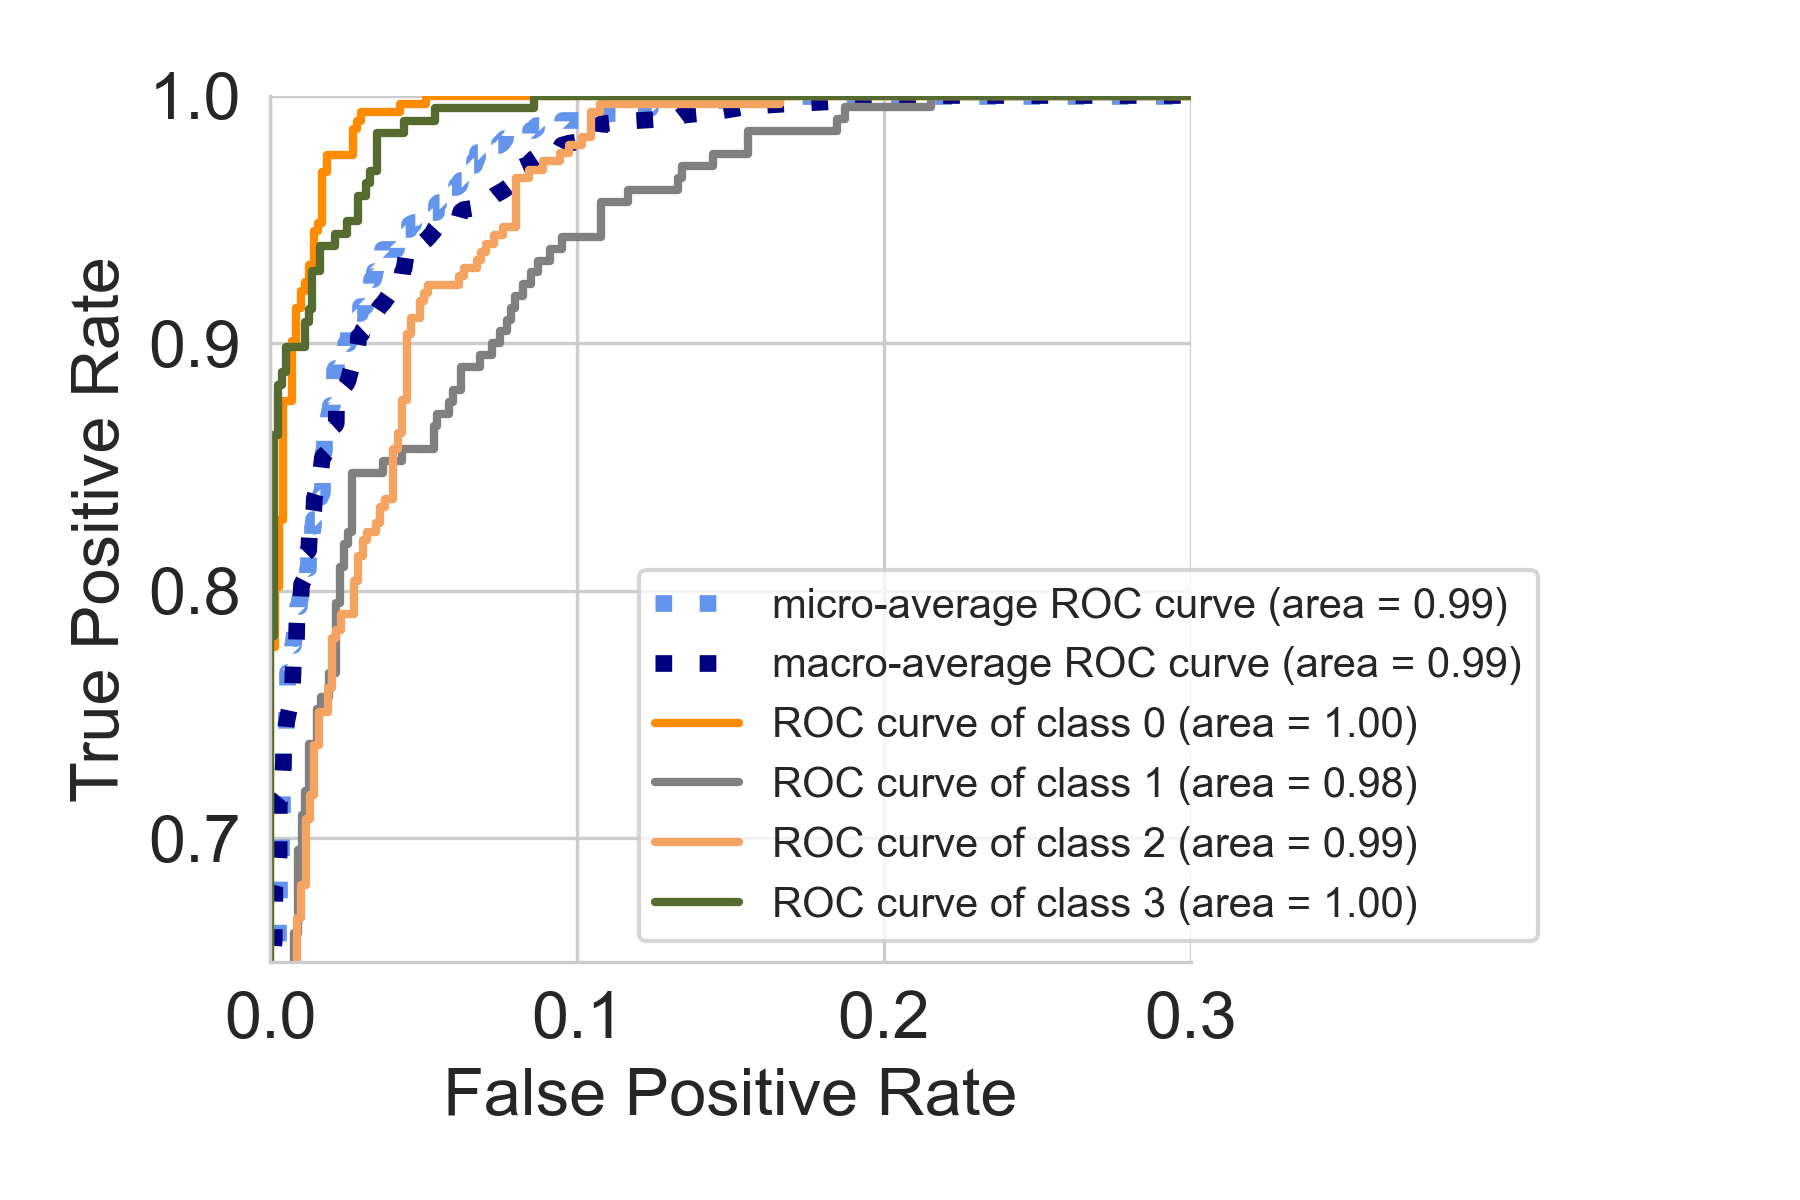 1.0
0.9
0.8
0.7
True Positive Rate
micro-average ROC curve (area = 0.99)
macro-average ROC curve (area = 0.99)
ROC curve of class 0 (area = 1.00)
ROC curve of class 1 (area = 0.98)
ROC curve of class 2 (area = 0.99)
ROC curve of class 3 (area = 1.00)
0.0 0.1 0.2 0.3
False Positive Rate